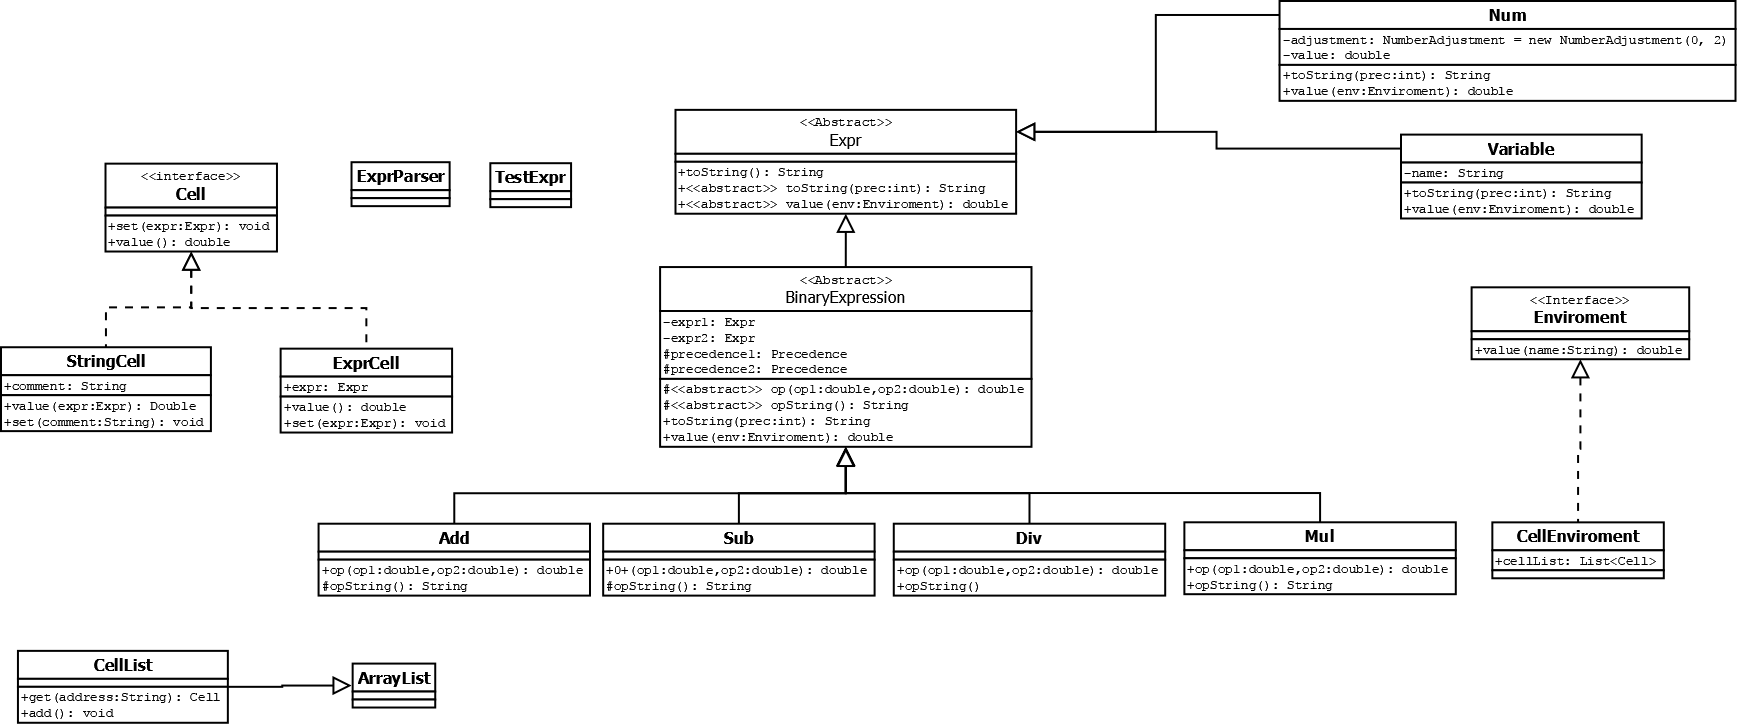 Num
-adjustment: NumberAdjustment = new NumberAdjustment(0, 2)
-value: double
+toString(prec:int): String
+value(env:Enviroment): double
<<Abstract>>
Expr
+toString(): String
+<<abstract>> toString(prec:int): String
+<<abstract>> value(env:Enviroment): double
Variable
-name: String
+toString(prec:int): String
+value(env:Enviroment): double
<<interface>>
Cell
+set(expr:Expr): void
+value(): double
ExprParser
TestExpr
<<Abstract>>
BinaryExpression
-expr1: Expr
-expr2: Expr
#precedence1: Precedence
#precedence2: Precedence
#<<abstract>> op(op1:double,op2:double): double
#<<abstract>> opString(): String
+toString(prec:int): String
+value(env:Enviroment): double
<<Interface>>
Enviroment
+value(name:String): double
StringCell
+comment: String
+value(expr:Expr): Double
+set(comment:String): void
ExprCell
+expr: Expr
+value(): double
+set(expr:Expr): void
Add
+op(op1:double,op2:double): double
#opString(): String
Sub
+0+(op1:double,op2:double): double
#opString(): String
Div
+op(op1:double,op2:double): double
+opString()
Mul
+op(op1:double,op2:double): double
+opString(): String
CellEnviroment
+cellList: List<Cell>
CellList
+get(address:String): Cell
+add(): void
ArrayList